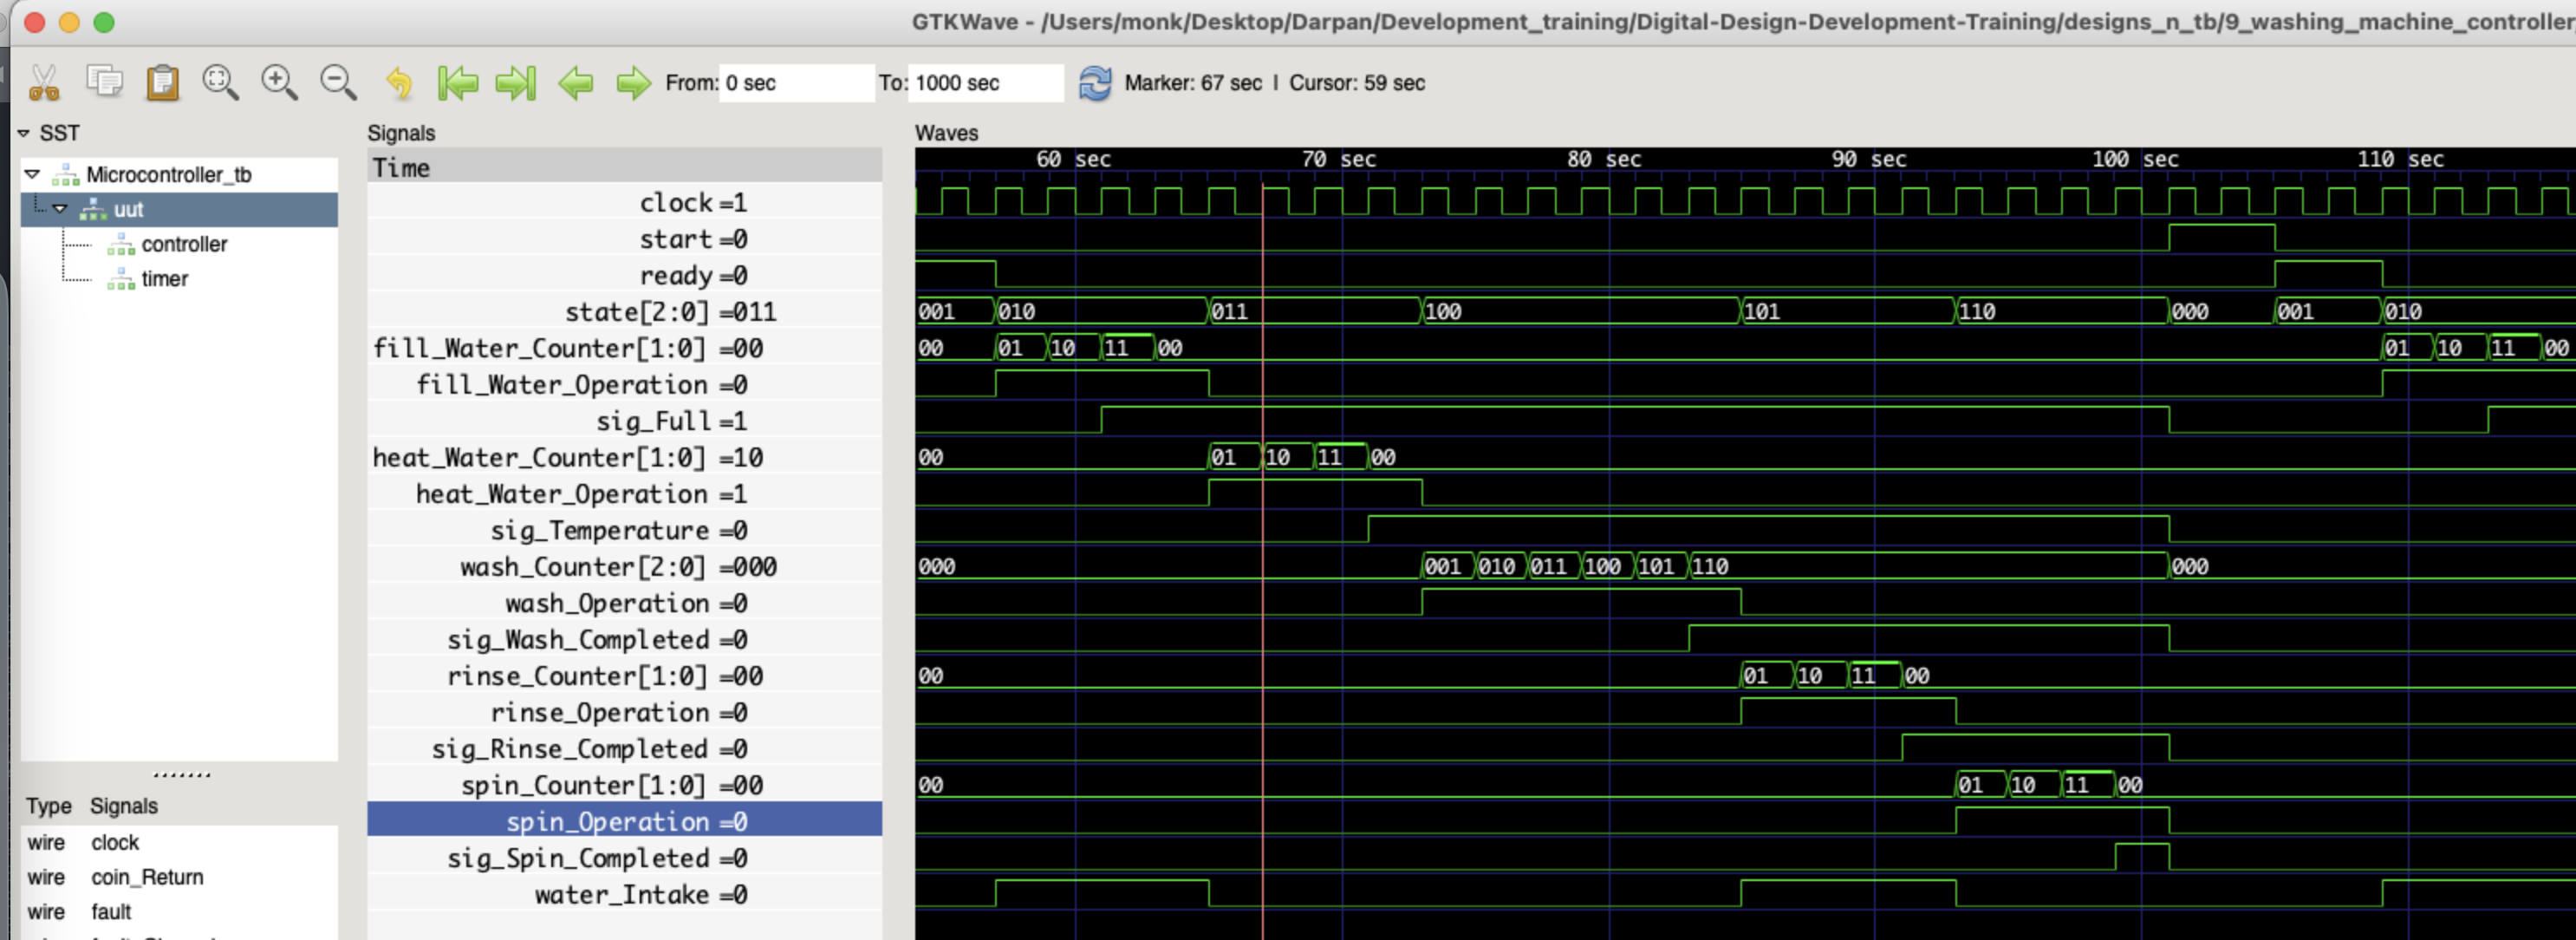 GTKWave - /Users/monk/Desktop/Darpan/Development_training/Digital-Design-Development-Training/designs_n_tb/9_washing_machine_controller
From: 0 sec To: 1000 sec Marker: 67 sec | Cursor: 59 sec
SST
Microcontroller_tb
uut
controller
timer
Type Signals
wire clock
wire coin_Return
wire fault
Signals
Time
clock =1
start =0
ready =0
state[2:0] =011
fill_Water_Counter[1:0] =00
fill_Water_Operation =0
sig_Full =1
heat_Water_Counter[1:0] =10
heat_Water_Operation =1
sig_Temperature =0
wash_Counter[2:0] =000
wash_Operation =0
sig_Wash_Completed =0
rinse_Counter[1:0] =00
rinse_Operation =0
sig_Rinse_Completed =0
spin_Counter[1:0] =00
spin_Operation =0
sig_Spin_Completed =0
water_Intake =0
Waves
60 sec 70 sec 80 sec 90 sec 100 sec 110 sec
001 010 011 100 101 110 000 001 010
00 01 10 11 00 01 10 11 00
00 01 10 11 00
000 001 010 011 100 101 110 000
00 01 10 11 00
00 01 10 11 00